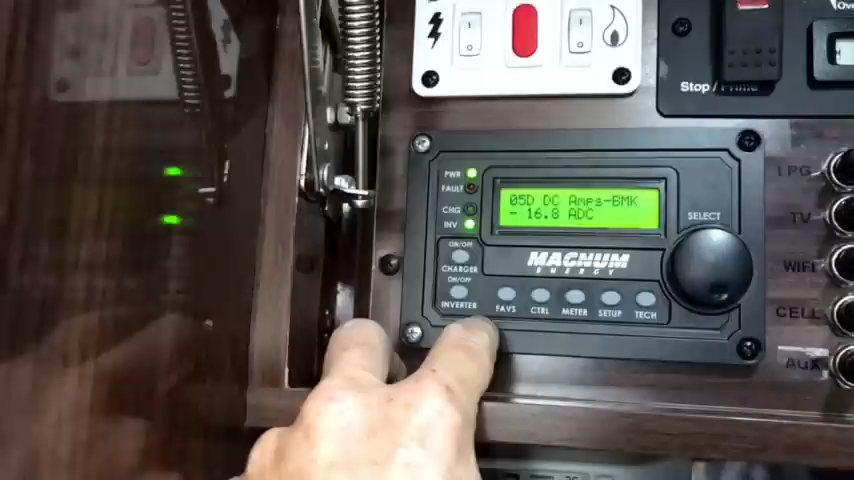 Stop / Prime
PWR
FAULT
CHG
INV
05D DC Amps-BMK
- 16.8 ADC
SELECT
ON/OFF
CHARGER
ON/OFF
INVERTER
MAGNUM
ENERGY
FAVS
CTRL
METER
SETUP
TECH
LPG
TV
WIFI
CELL
AUX